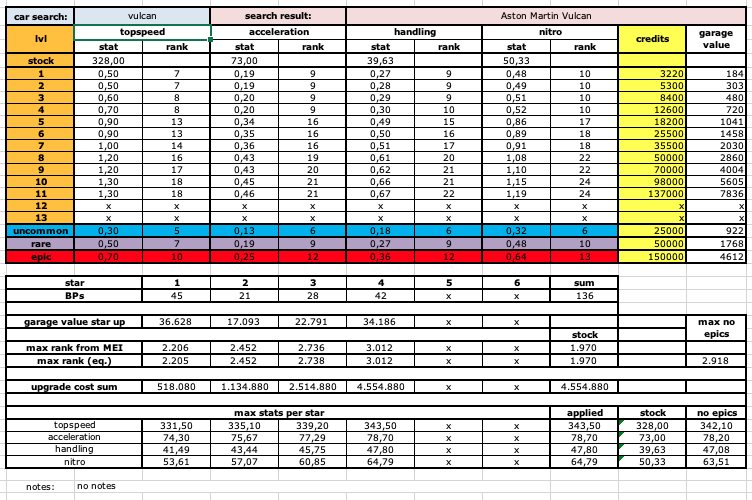 car search: vulcan search result: Aston Martin Vulcan
lvl topspeed acceleration handling nitro credits garage value
stat rank stat rank stat rank stat rank
stock 328,00 73,00 39,63 50,33
1 0,50 7 0,19 9 0,27 9 0,48 10 3220 184
2 0,50 7 0,19 9 0,28 9 0,49 10 5300 303
3 0,60 8 0,20 9 0,29 9 0,51 10 8400 480
4 0,70 8 0,20 9 0,30 10 0,52 10 12600 720
5 0,90 13 0,34 16 0,49 15 0,86 17 18200 1041
6 0,90 13 0,35 16 0,50 16 0,89 18 25500 1458
7 1,00 14 0,36 16 0,51 17 0,91 18 35500 2030
8 1,20 16 0,43 19 0,61 20 1,08 22 50000 2860
9 1,20 17 0,43 20 0,62 21 1,10 22 70000 4004
10 1,30 18 0,45 21 0,66 21 1,15 24 98000 5605
11 1,30 18 0,46 21 0,67 22 1,19 24 137000 7836
12 x x x x x x x x x x
13 x x x x x x x x x x
uncommon 0,30 5 0,13 6 0,18 6 0,32 6 25000 922
rare 0,50 7 0,19 9 0,27 9 0,48 10 50000 1768
epic 0,70 10 0,25 12 0,36 12 0,64 13 150000 4612
star 1 2 3 4 5 6 sum
BPs 45 21 28 42 x x 136
garage value star up 36.628 17.093 22.791 34.186 x x max no epics
stock
max rank from MEI 2.206 2.452 2.736 3.012 x x 1.970
max rank (eq.) 2.205 2.452 2.738 3.012 x x 1.970 2.918
upgrade cost sum 518.080 1.134.880 2.514.880 4.554.880 x x 4.554.880
max stats per star applied stock no epics
topspeed 331,50 335,10 339,20 343,50 x x 343,50 328,00 342,10
acceleration 74,30 75,67 77,29 78,70 x x 78,70 73,00 78,20
handling 41,49 43,44 45,75 47,80 x x 47,80 39,63 47,08
nitro 53,61 57,07 60,85 64,79 x x 64,79 50,33 63,51
notes: no notes